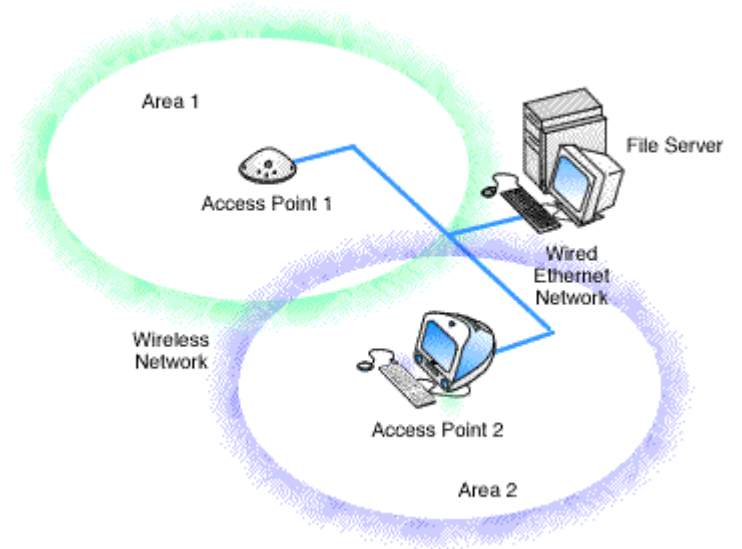 Area 1
File Server
Access Point 1
Wired
Ethernet
Network
Wireless
Network
Access Point 2
Area 2